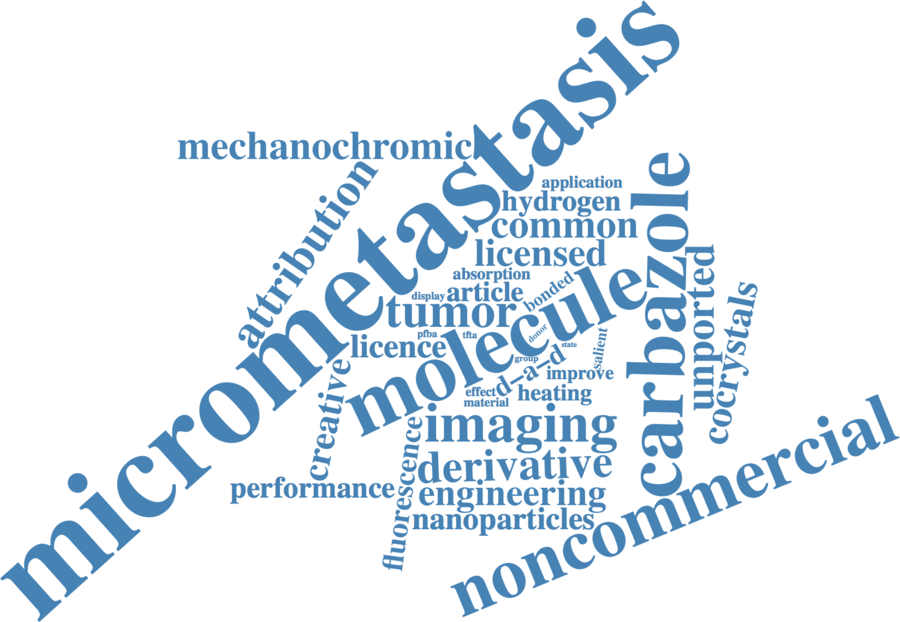 micrometastasis
mechanochromic
attribution
application
hydrogen
common
licensed
absorption
display
article
bonded
tumor
pfba
tfta
donor
state
licence
molecule
group
salient
carbazole
unported
cocrystals
d–a–d
improve
effect
heating
material
creative
imaging
derivative
performance
engineering
fluorescence
nanoparticles
noncommercial